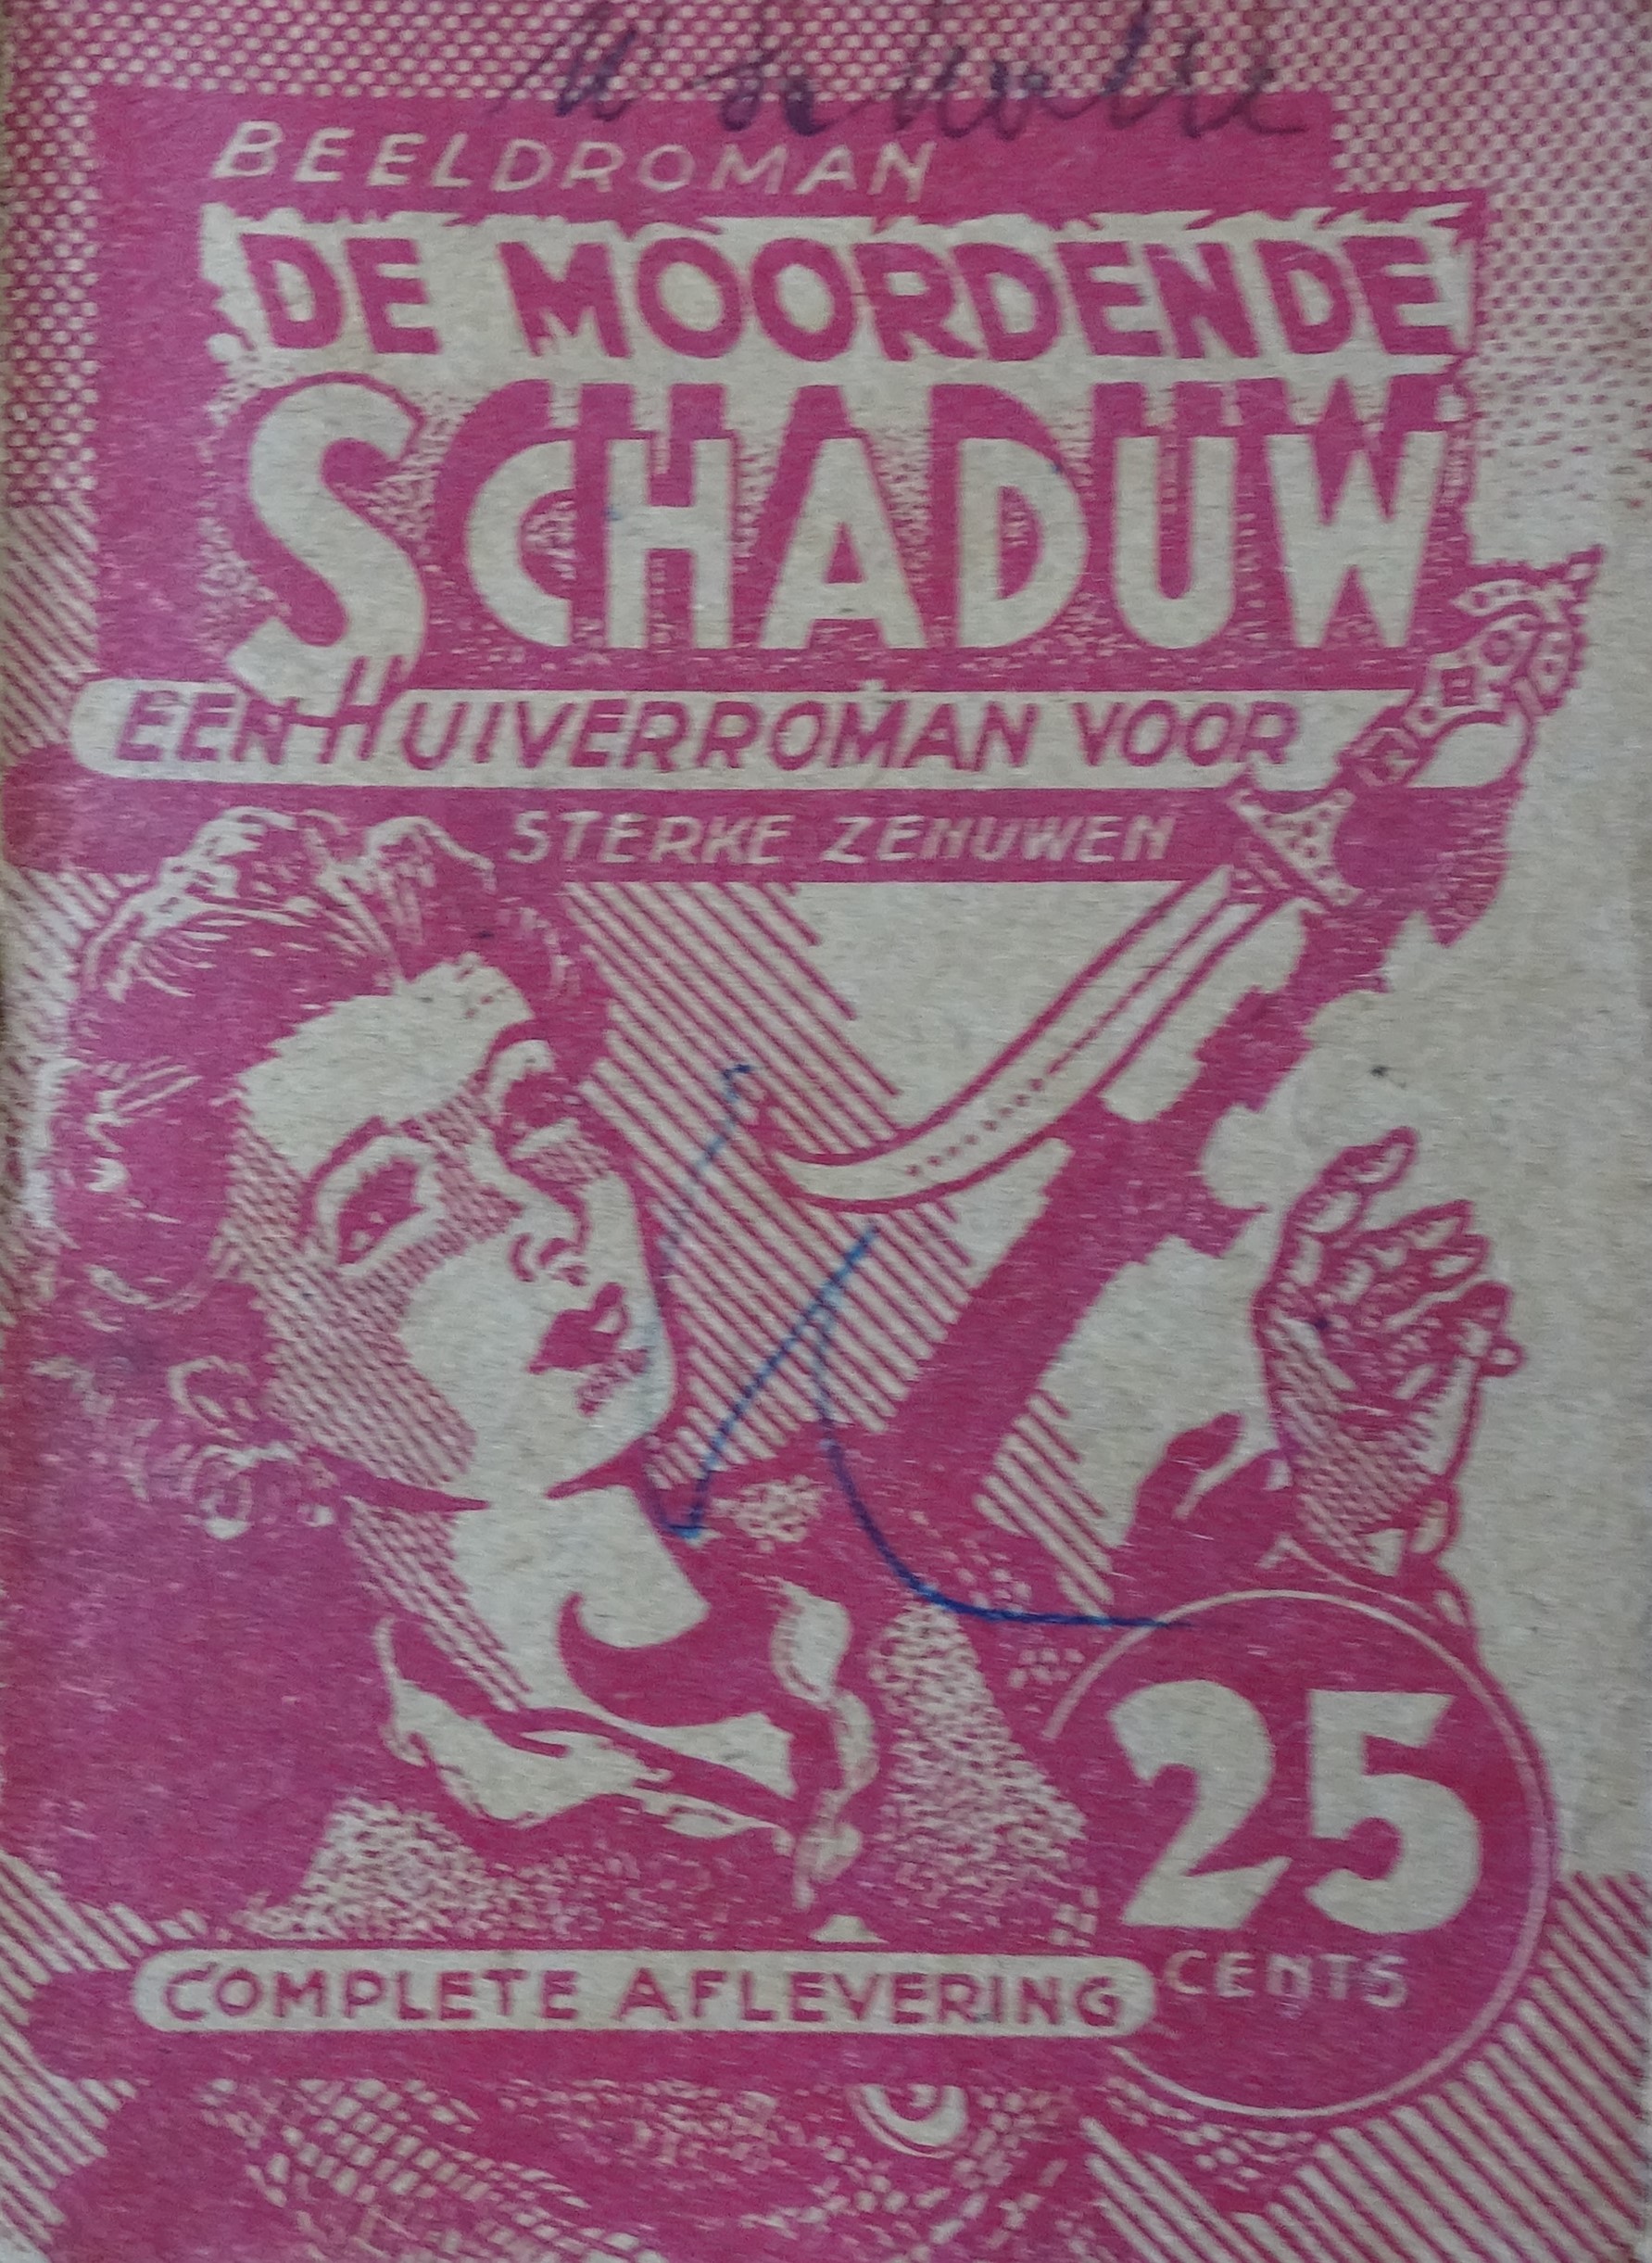 BEELDROMAN
DE MOORDENDE
SCHADUW
EEN HUIVERROMAN VOOR
STERKE ZENUWEN
25
CENTS
COMPLETE AFLEVERING